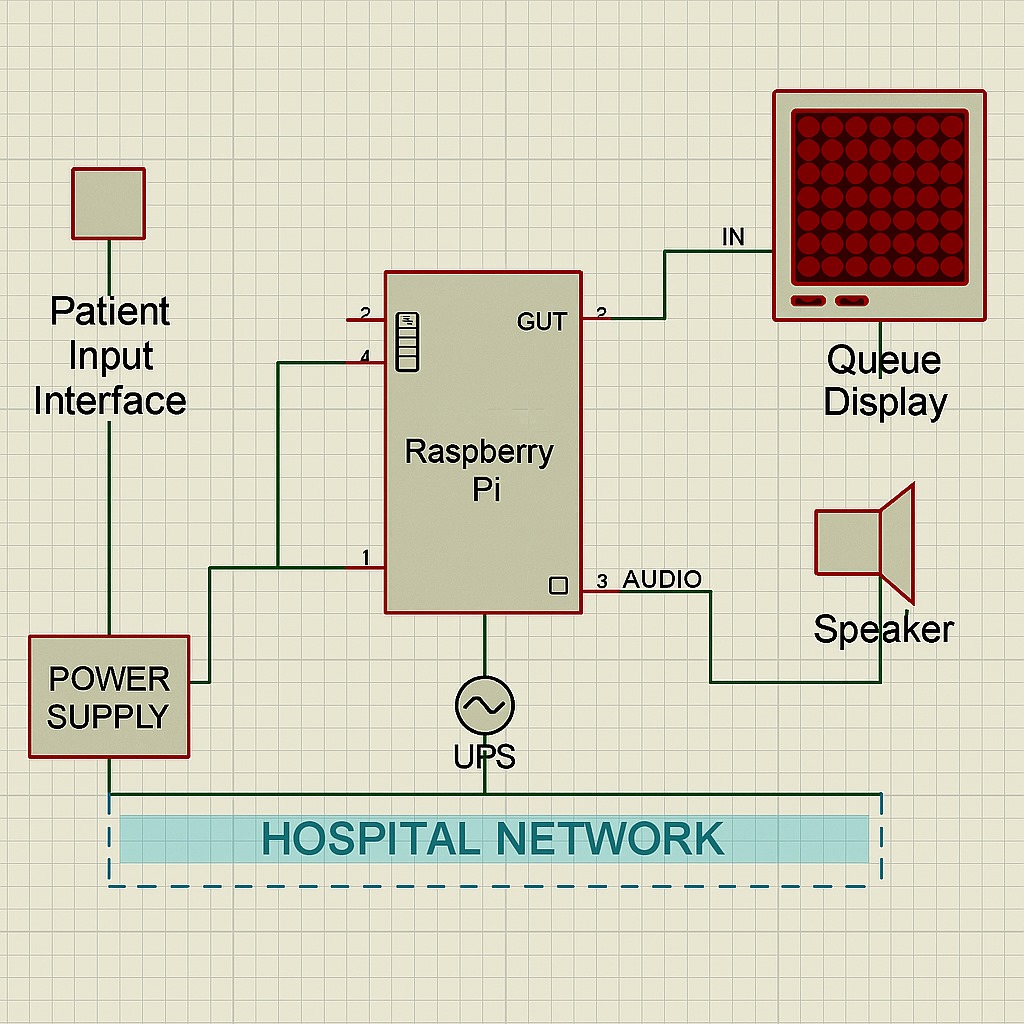 IN
Patient
Input
Interface
2
4
GUT
2
Queue
Display
Raspberry
Pi
1
3 AUDIO
Speaker
POWER
SUPPLY
UPS
HOSPITAL NETWORK